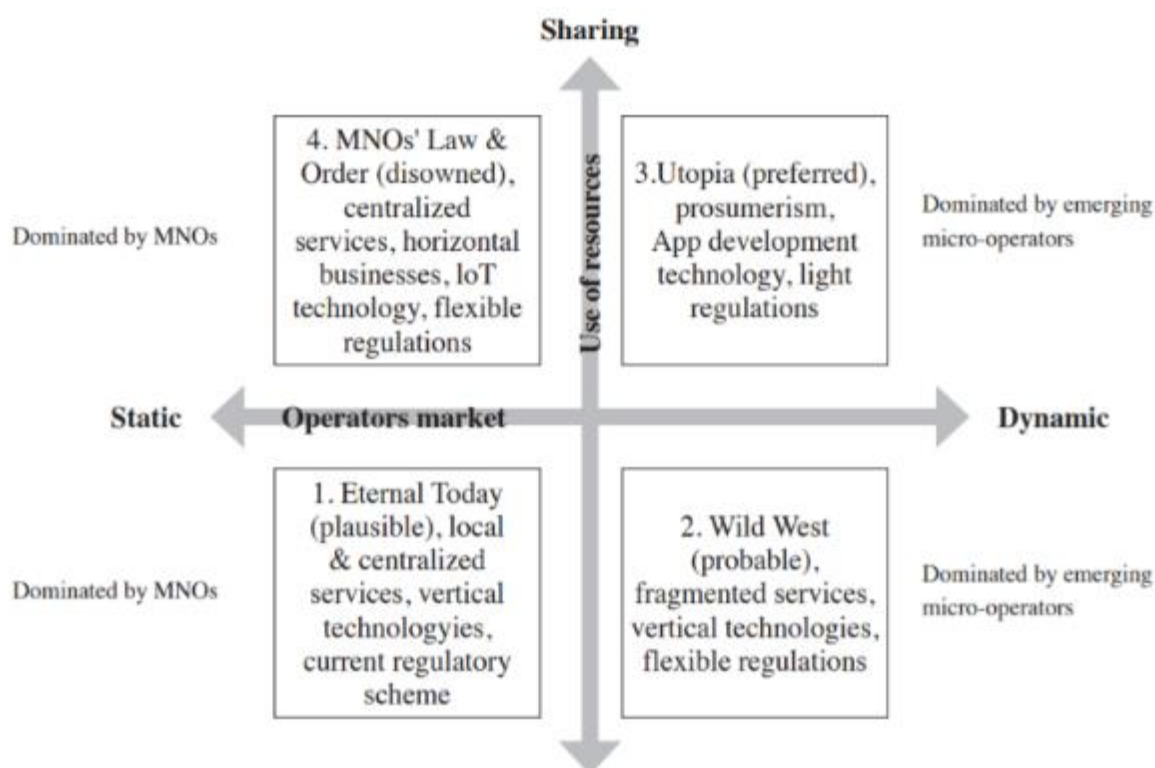 Sharing
4. MNOs' Law &
Order (disowned),
centralized
services, horizontal
businesses, IoT
technology, flexible
regulations
Use of resources
3.Utopia (preferred),
prosumerism,
App development
technology, light
regulations
Dominated by MNOs
Dominated by emerging
micro-operators
Static
Operators market
Dynamic
1. Eternal Today
(plausible), local
& centralized
services, vertical
technologyies,
current regulatory
scheme
2. Wild West
(probable),
fragmented services,
vertical technologies,
flexible regulations
Dominated by MNOs
Dominated by emerging
micro-operators